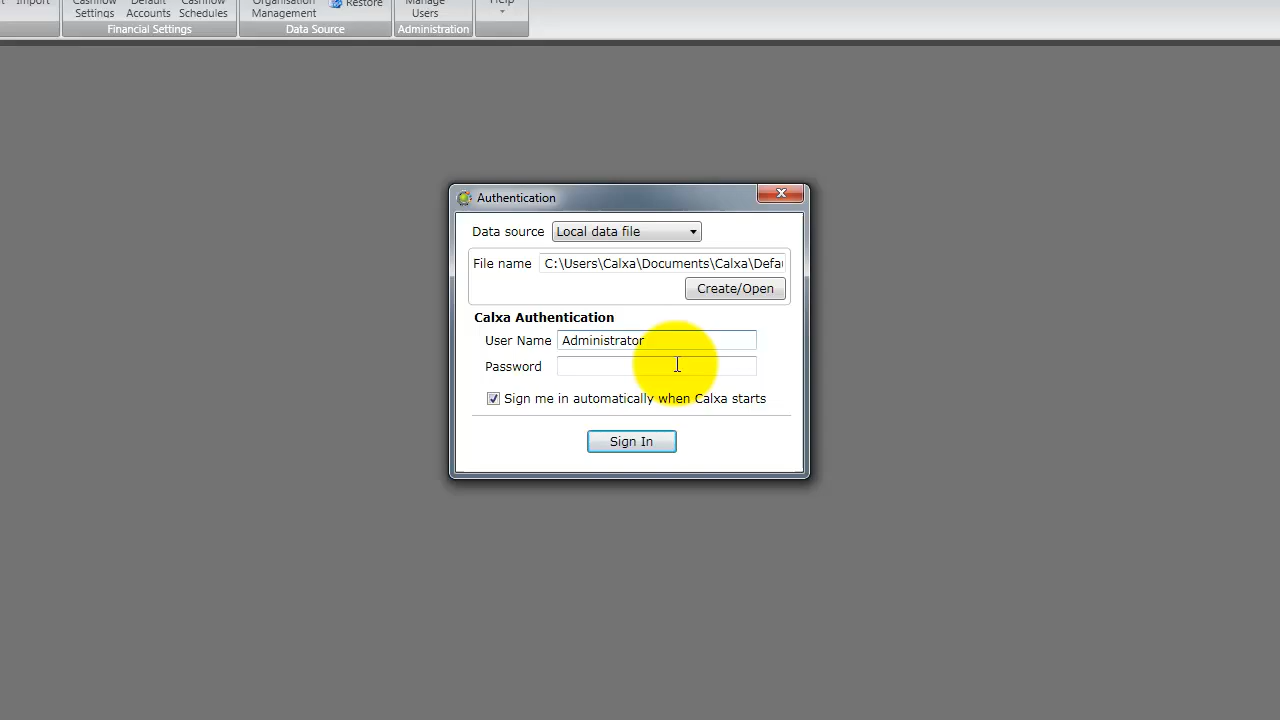 Import
Cashflow Default Cashflow Organisation Restore Manage Help
Settings Accounts Schedules Management Users
Financial Settings Data Source Administration
Authentication
Data source Local data file
File name C:\Users\Calxa\Documents\Calxa\Defau
Create/Open
Calxa Authentication
User Name Administrator
Password
Sign me in automatically when Calxa starts
Sign In